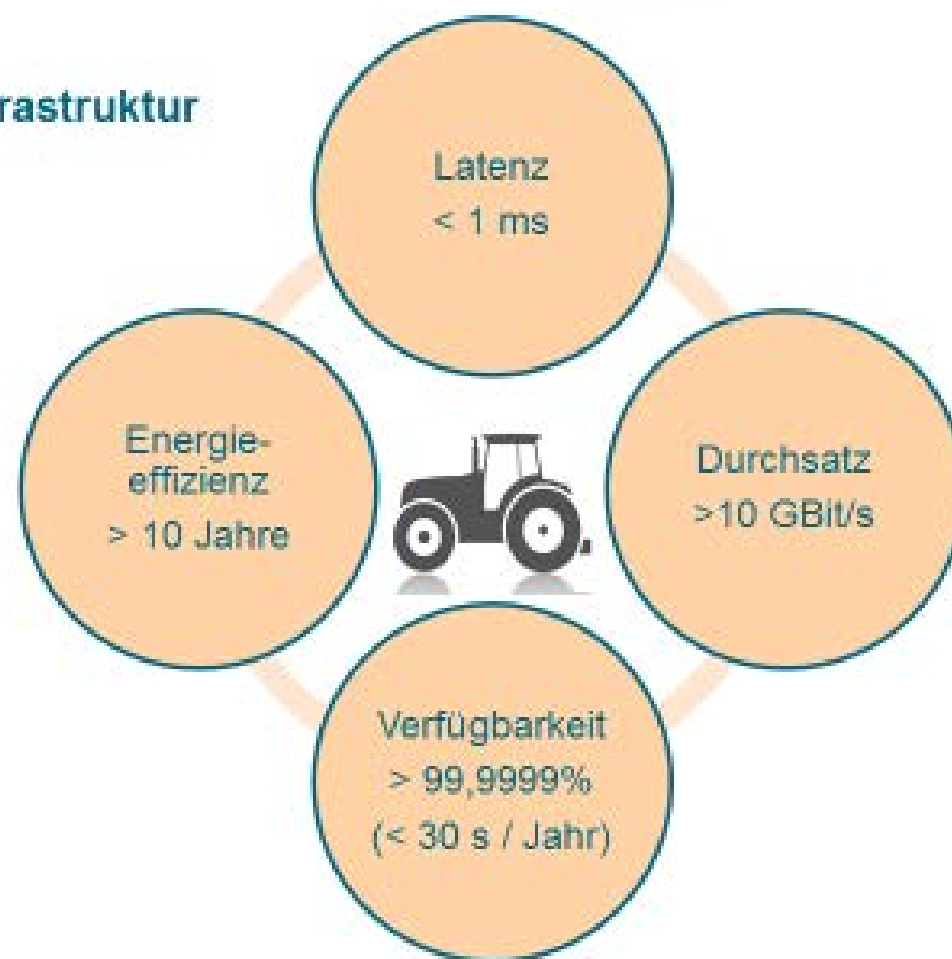 rastruktur
Latenz
< 1 ms
Energie-
effizienz
> 10 Jahre
Durchsatz
>10 GBit/s
Verfügbarkeit
> 99,9999%
(< 30 s / Jahr)